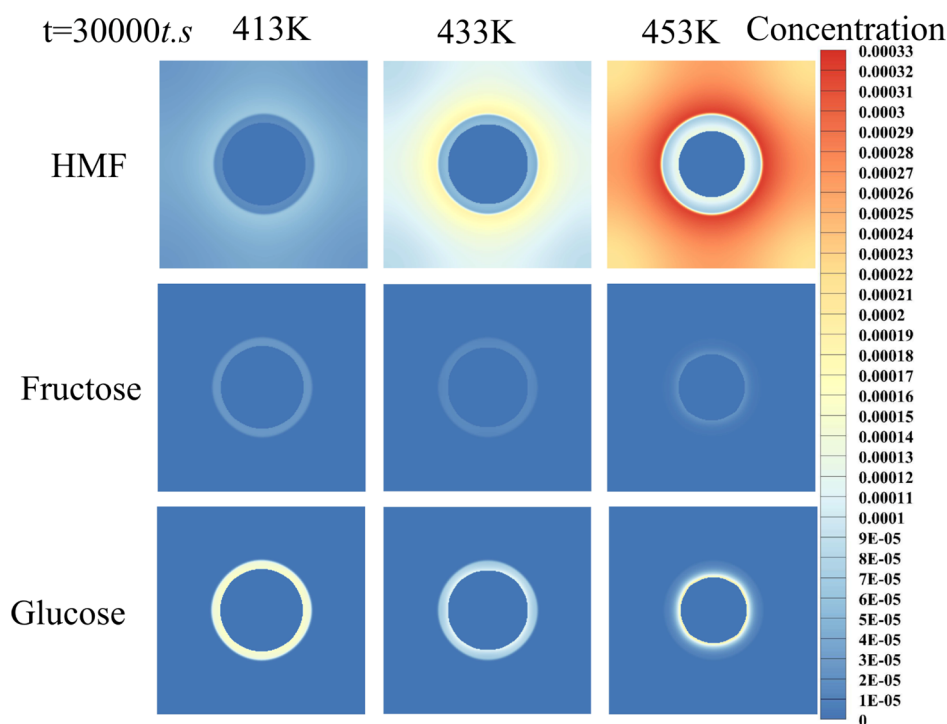 t=30000t.s 413K 433K 453K Concentration
0.00033
0.00032
0.00031
0.0003
0.00029
0.00028
0.00027
0.00026
0.00025
0.00024
0.00023
0.00022
0.00021
0.0002
0.00019
0.00018
0.00017
0.00016
0.00015
0.00014
0.00013
0.00012
0.00011
0.0001
9E-05
8E-05
7E-05
6E-05
5E-05
4E-05
3E-05
2E-05
1E-05
0
HMF
Fructose
Glucose